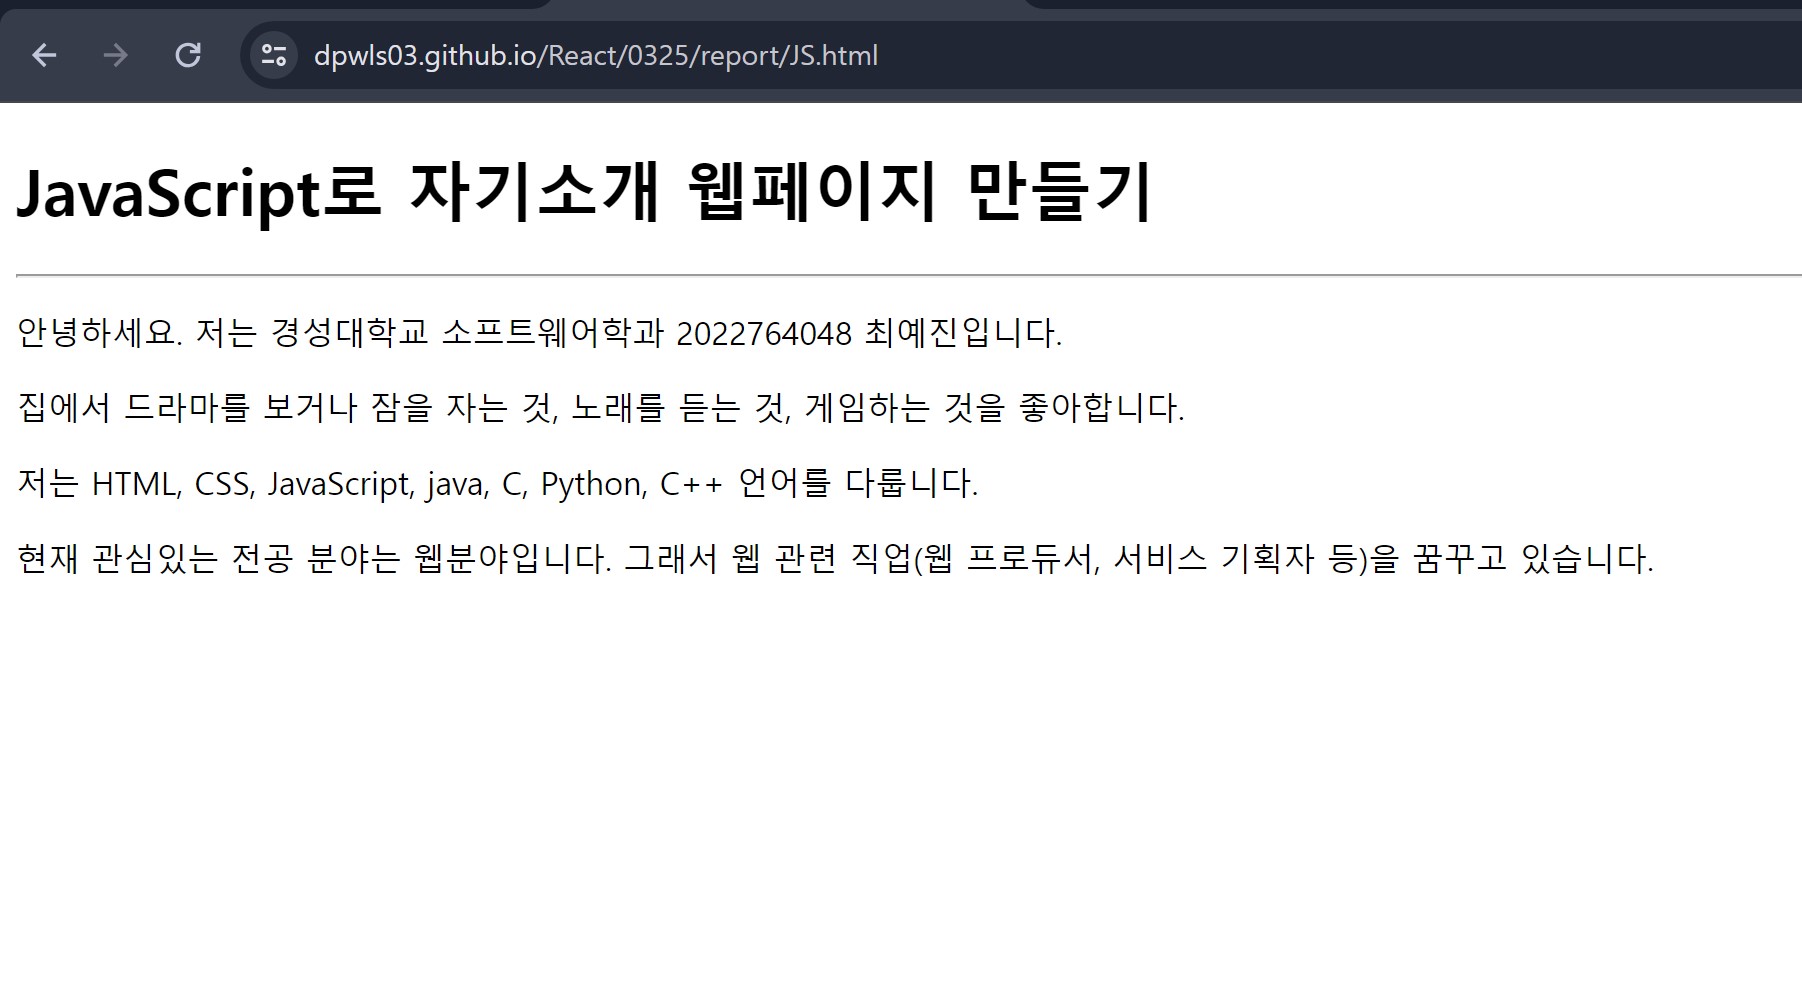 dpwls03.github.io/React/0325/report/JS.html
JavaScript로 자기소개 웹페이지 만들기
안녕하세요. 저는 경성대학교 소프트웨어학과 2022764048 최예진입니다.
집에서 드라마를 보거나 잠을 자는 것, 노래를 듣는 것, 게임하는 것을 좋아합니다.
저는 HTML, CSS, JavaScript, java, C, Python, C++ 언어를 다룹니다.
현재 관심있는 전공 분야는 웹분야입니다. 그래서 웹 관련 직업(웹 프로듀서, 서비스 기획자 등)을 꿈꾸고 있습니다.